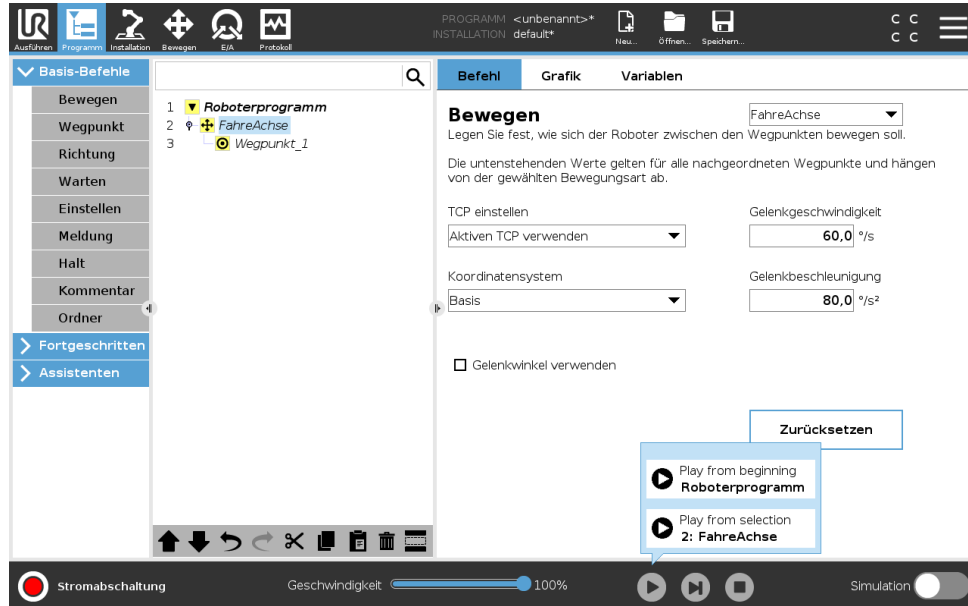 UR
Ausführen
Programm
Installation
Bewegen
E/A
Protokoll
PROGRAMM <unbenannt>*
INSTALLATION default*
Neu...
Öffnen...
Speichern...
C C
C C
Basis-Befehle
Bewegen
Wegpunkt
Richtung
Warten
Einstellen
Meldung
Halt
Kommentar
Ordner
Fortgeschritten
Assistenten
1 Roboterprogramm
2 FahreAchse
3 Wegpunkt_1
Befehl Grafik Variablen
Bewegen
FahreAchse
Legen Sie fest, wie sich der Roboter zwischen den Wegpunkten bewegen soll.
Die untenstehenden Werte gelten für alle nachgeordneten Wegpunkte und hängen
von der gewählten Bewegungsart ab.
TCP einstellen
Aktiven TCP verwenden
Gelenkgeschwindigkeit
60,0 °/s
Koordinatensystem
Basis
Gelenkbeschleunigung
80,0 °/s²
Gelenkwinkel verwenden
Zurücksetzen
Play from beginning
Roboterprogramm
Play from selection
2: FahreAchse
Stromabschaltung
Geschwindigkeit 100%
Simulation